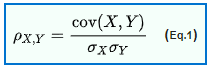 ρX,Y = cov(X, Y) / σXσY (Eq.1)